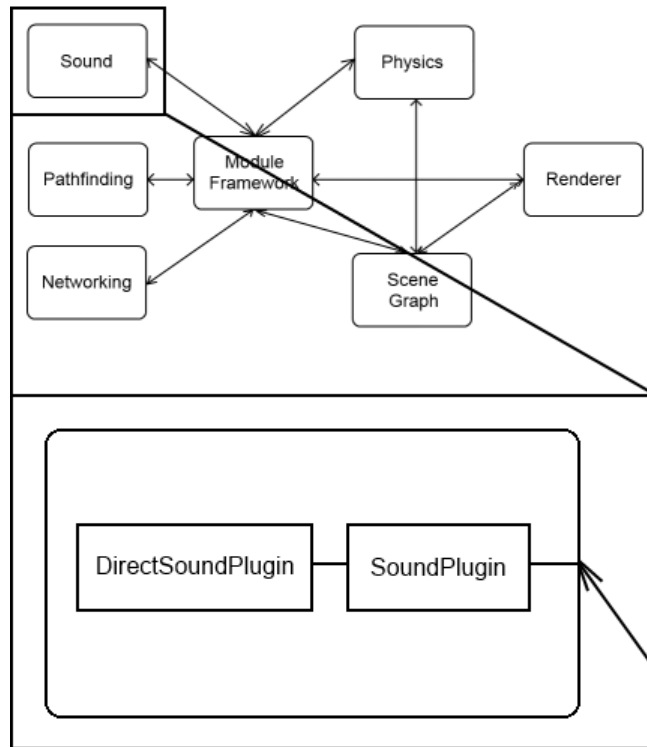 Sound
Physics
Module
Framework
Pathfinding
Renderer
Networking
Scene
Graph
DirectSoundPlugin
SoundPlugin